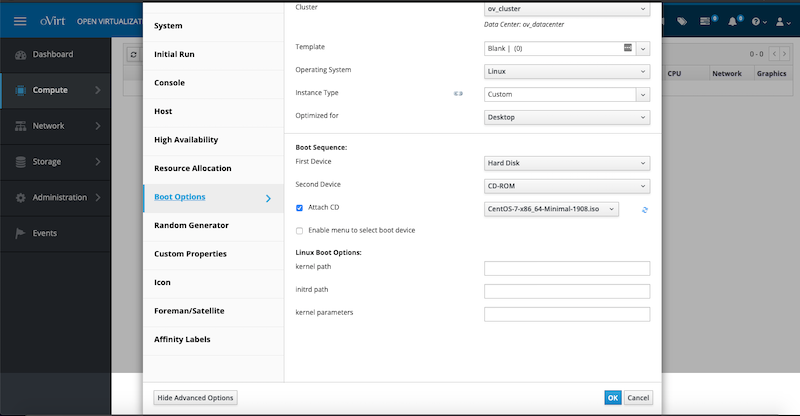 oVirt OPEN VIRTUALIZAT
Dashboard
Compute
Network
Storage
Administration
Events
System
Initial Run
Console
Host
High Availability
Resource Allocation
Boot Options
Random Generator
Custom Properties
Icon
Foreman/Satellite
Affinity Labels
Cluster ov_cluster
Data Center: ov_datacenter
Template Blank | (0)
Operating System Linux
Instance Type Custom
Optimized for Desktop
Boot Sequence:
First Device Hard Disk
Second Device CD-ROM
Attach CD CentOS-7-x86_64-Minimal-1908.iso
Enable menu to select boot device
Linux Boot Options:
kernel path
initrd path
kernel parameters
Hide Advanced Options OK Cancel
0 - 0
CPU Network Graphics